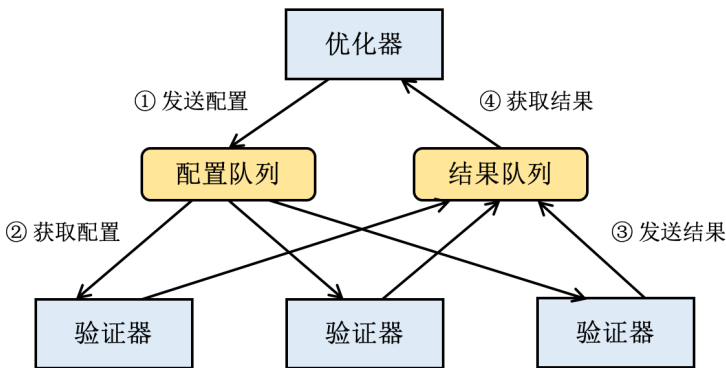 优化器
① 发送配置
④ 获取结果
配置队列
结果队列
② 获取配置
③ 发送结果
验证器
验证器
验证器